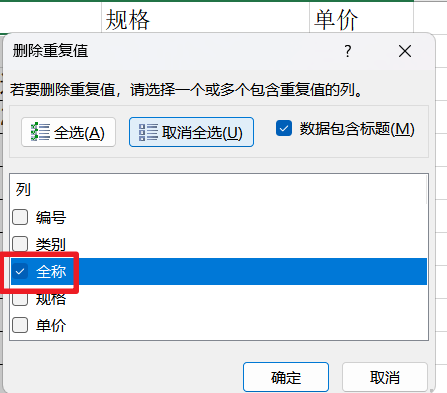 规格 单价
删除重复值 ?
若要删除重复值，请选择一个或多个包含重复值的列。
全选(A) 取消全选(U) 数据包含标题(M)
列
编号
类别
全称
规格
单价
确定 取消